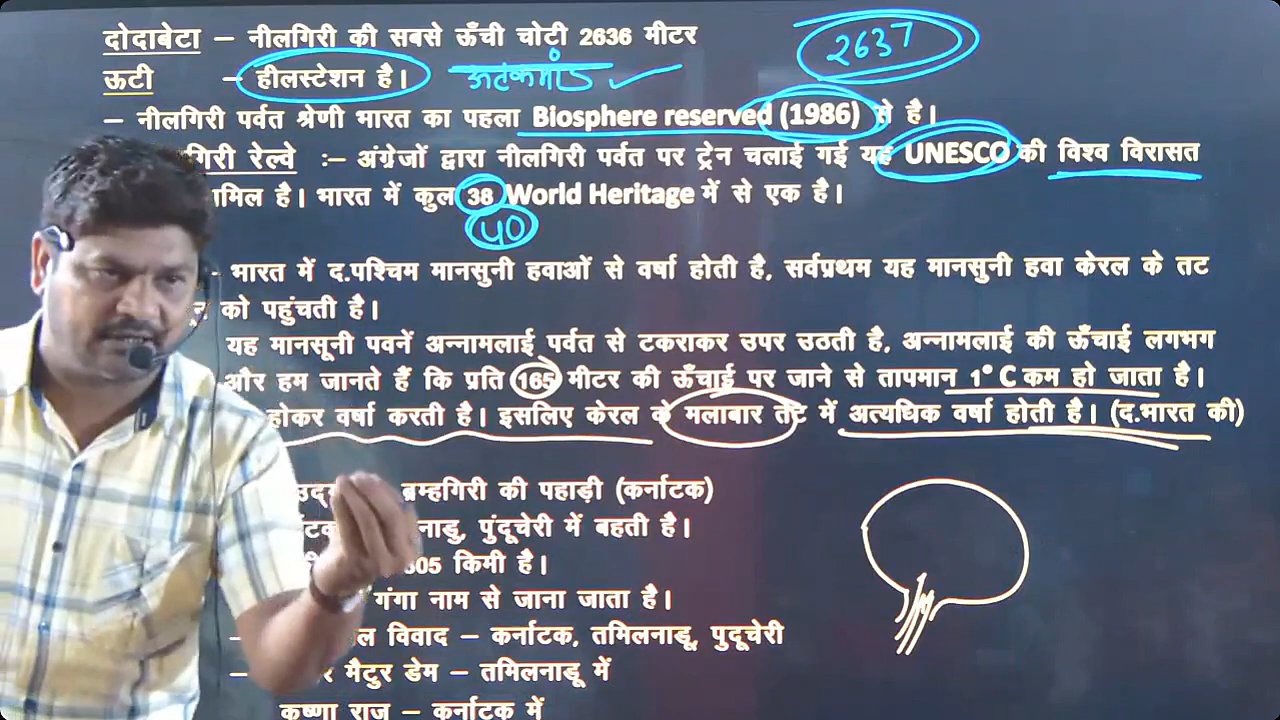 दोदाबेटा – नीलगिरी की सबसे ऊँची चोटी 2636 मीटर 2637
ऊटी – हीलस्टेशन है। ऊटकमांड
– नीलगिरी पर्वत श्रेणी भारत का पहला Biosphere reserved (1986) से है।
गिरी रेल्वे :– अंग्रेजों द्वारा नीलगिरी पर्वत पर ट्रेन चलाई गई यह UNESCO की विश्व विरासत
मिल है। भारत में कुल 38 World Heritage में से एक है।
40
भारत में द.पश्चिम मानसुनी हवाओं से वर्षा होती है, सर्वप्रथम यह मानसुनी हवा केरल के तट
को पहुंचती है।
यह मानसूनी पवनें अन्नामलाई पर्वत से टकराकर उपर उठती है, अन्नामलाई की ऊँचाई लगभग
और हम जानते हैं कि प्रति 165 मीटर की ऊँचाई पर जाने से तापमान 1° C कम हो जाता है।
होकर वर्षा करती है। इसलिए केरल के मलाबार तट में अत्यधिक वर्षा होती है। (द.भारत की)
ब्रम्हगिरी की पहाड़ी (कर्नाटक)
पुंदूचेरी में बहती है।
किमी है।
गंगा नाम से जाना जाता है।
– विवाद – कर्नाटक, तमिलनाडू, पुदूचेरी
– मैटुर डेम – तमिलनाडू में
कृष्णा राज – कर्नाटक में